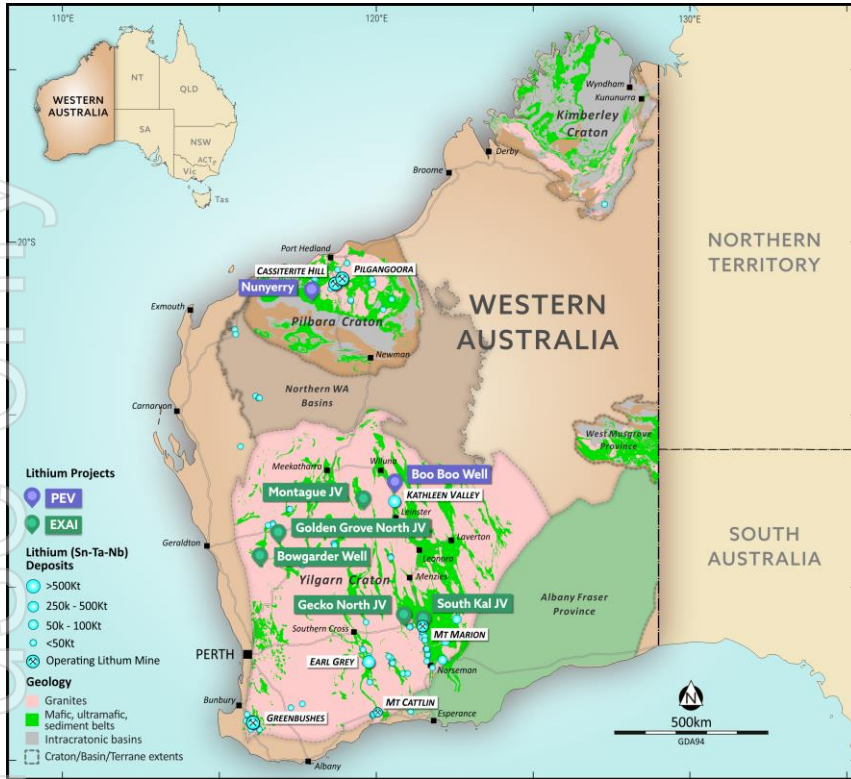 110°E
120°E
130°E
20°S
WESTERN
AUSTRALIA
NT
QLD
SA
NSW
ACT
Vic
Tas
Wyndham
Kununurra
Kimberley
Craton
Derby
Broome
Port Hedland
CASSITERITE HILL
PILGANGOORA
Nunyerry
Pilbara Craton
Newman
Exmouth
WESTERN
AUSTRALIA
NORTHERN
TERRITORY
Northern WA
Basins
Carnarvon
West Musgrave
Province
Meekatharra
Wiluna
Boo Boo Well
Montague JV
KATHLEEN VALLEY
Leinster
Golden Grove North JV
Laverton
Geraldton
Bowgarder Well
Leonora
Yilgarn Craton
Menzies
SOUTH
AUSTRALIA
Albany Fraser
Province
Gecko North JV
South Kal JV
Southern Cross
MT MARION
PERTH
EARL GREY
Norseman
Bunbury
MT CATTLIN
GREENBUSHES
Esperance
Albany
Lithium Projects
PEV
EXAI
Lithium (Sn-Ta-Nb)
Deposits
>500Kt
250k - 500Kt
50k - 100Kt
<50Kt
Operating Lithum Mine
Geology
Granites
Mafic, ultramafic,
sediment belts
Intracratonic basins
Craton/Basin/Terrane extents
N
500km
GDA94